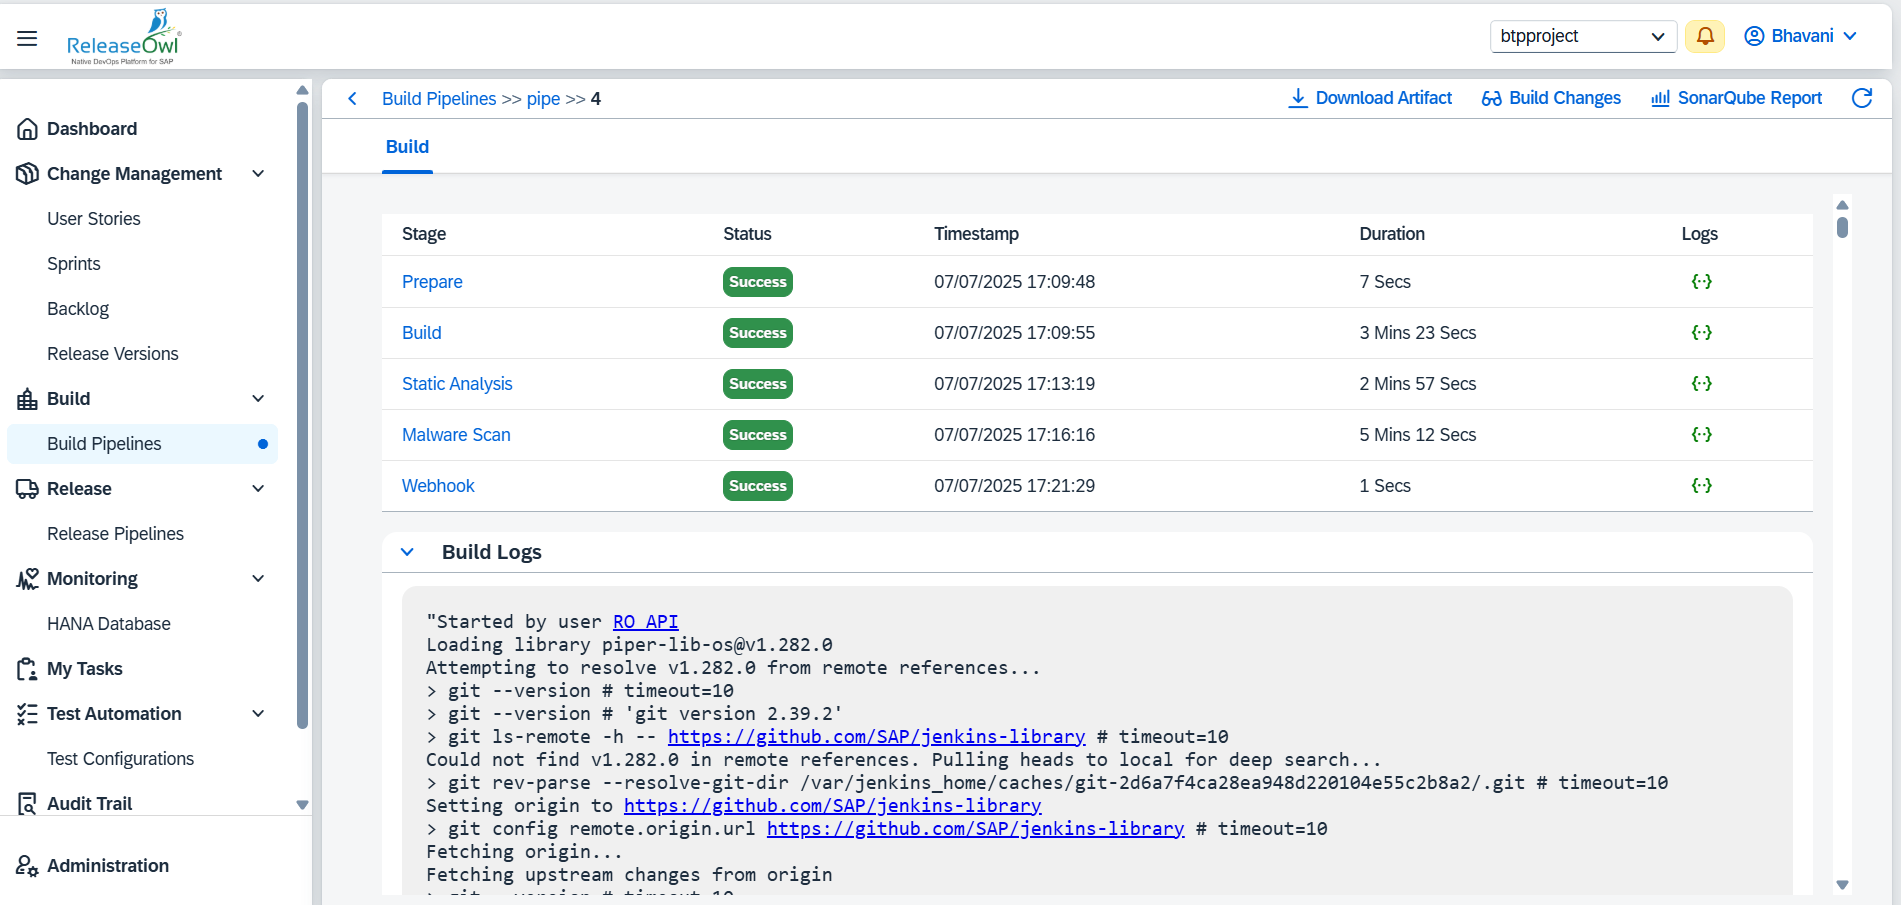 ReleaseOwl
Native DevOps Platform for SAP
btpproject
Bhavani
Dashboard
Change Management
User Stories
Sprints
Backlog
Release Versions
Build
Build Pipelines
Release
Release Pipelines
Monitoring
HANA Database
My Tasks
Test Automation
Test Configurations
Audit Trail
Administration
Build Pipelines >> pipe >> 4
Download Artifact Build Changes SonarQube Report
Build
Stage Status Timestamp Duration Logs
Prepare Success 07/07/2025 17:09:48 7 Secs {··}
Build Success 07/07/2025 17:09:55 3 Mins 23 Secs {··}
Static Analysis Success 07/07/2025 17:13:19 2 Mins 57 Secs {··}
Malware Scan Success 07/07/2025 17:16:16 5 Mins 12 Secs {··}
Webhook Success 07/07/2025 17:21:29 1 Secs {··}
Build Logs
"Started by user RO API
Loading library piper-lib-os@v1.282.0
Attempting to resolve v1.282.0 from remote references...
> git --version # timeout=10
> git --version # 'git version 2.39.2'
> git ls-remote -h -- https://github.com/SAP/jenkins-library # timeout=10
Could not find v1.282.0 in remote references. Pulling heads to local for deep search...
> git rev-parse --resolve-git-dir /var/jenkins_home/caches/git-2d6a7f4ca28ea948d220104e55c2b8a2/.git # timeout=10
Setting origin to https://github.com/SAP/jenkins-library
> git config remote.origin.url https://github.com/SAP/jenkins-library # timeout=10
Fetching origin...
Fetching upstream changes from origin
> git --version # timeout=10